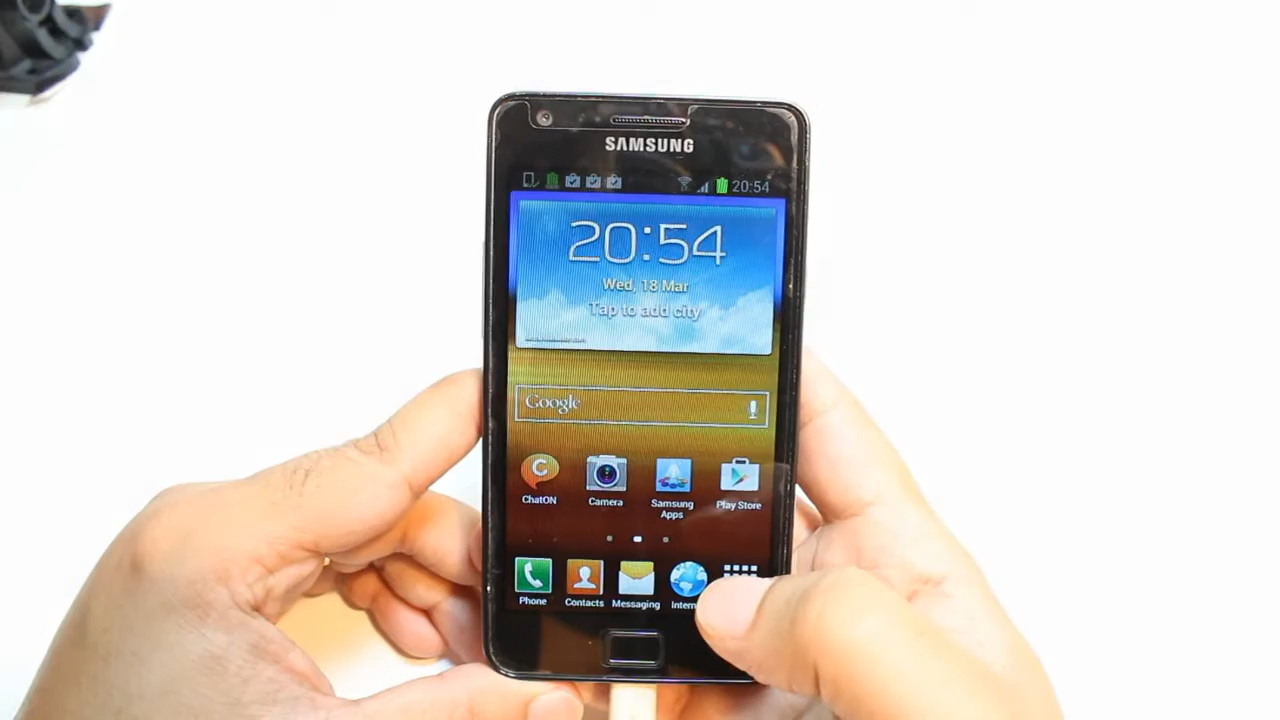 SAMSUNG
20:54
20:54
Wed, 18 Mar
Tap to add city
Google
ChatON
Camera
Samsung Apps
Play Store
Phone
Contacts
Messaging
Intern